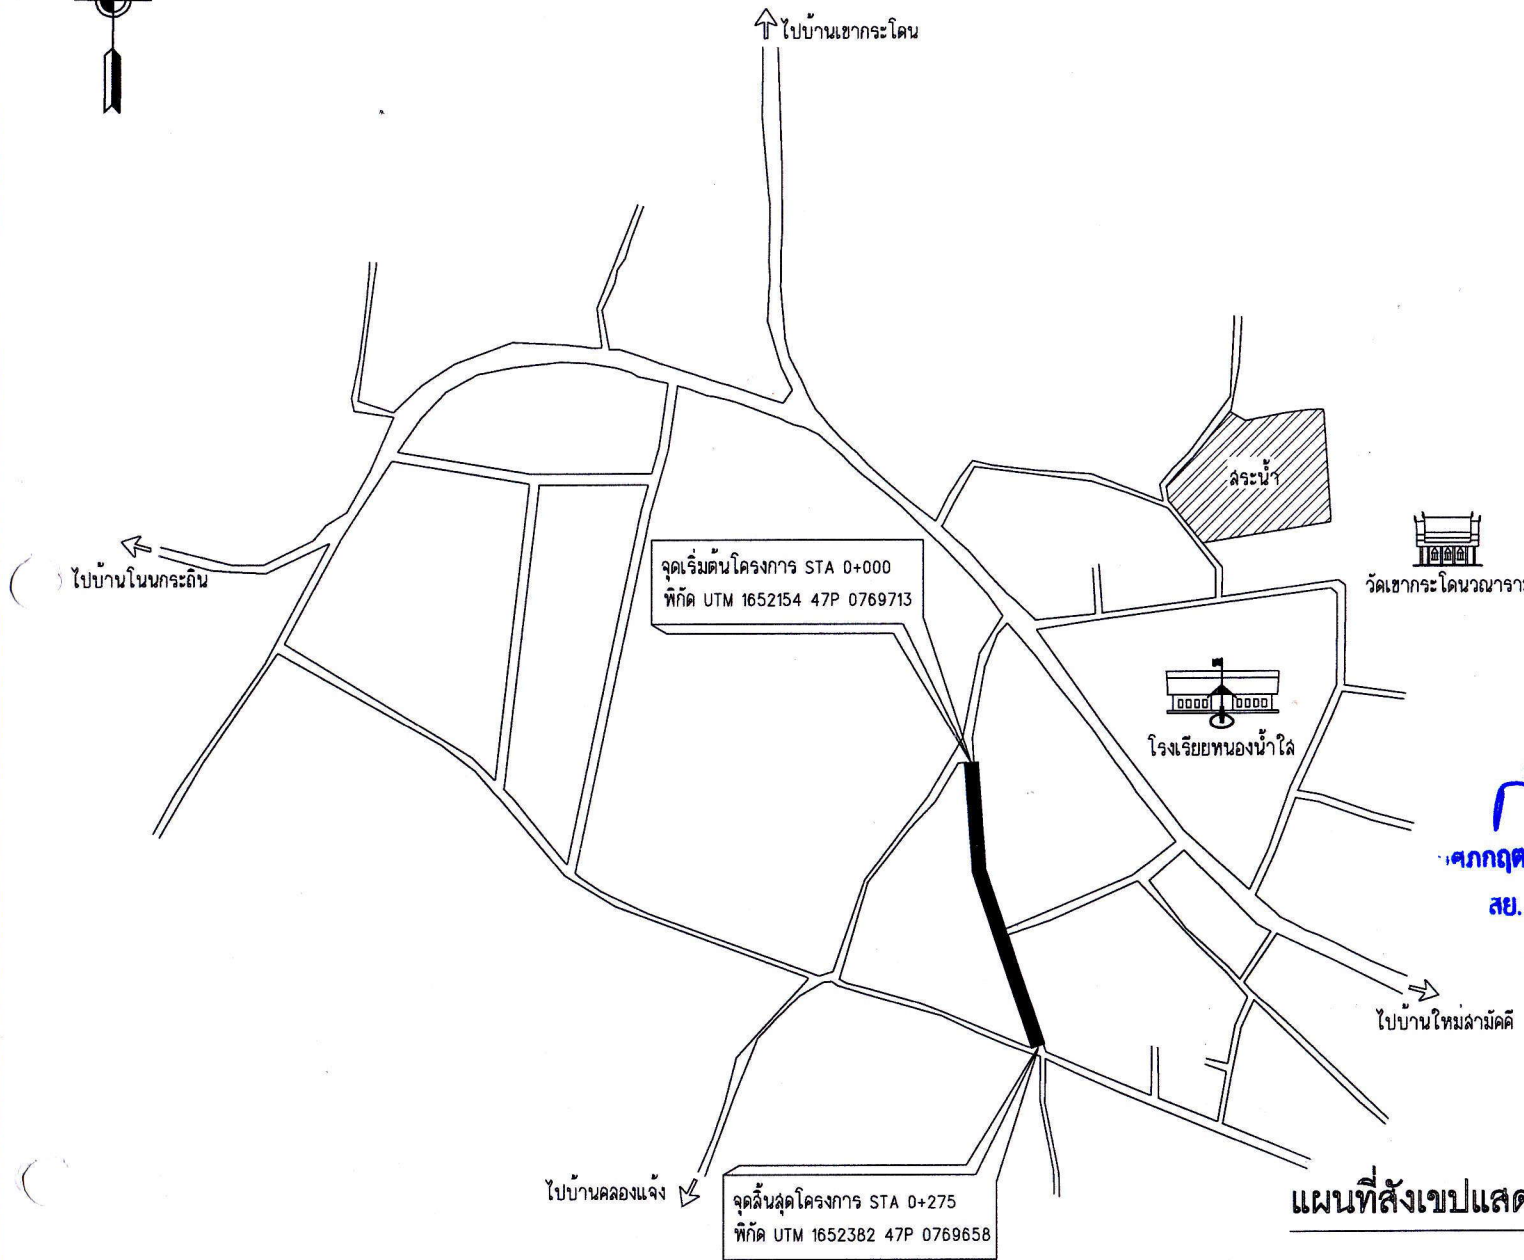 ไปบ้านเขากระโดน
สระน้ำ
วัดเขากระโดนวณารา
ไปบ้านโนนกระถิน
จุดเริ่มต้นโครงการ STA 0+000
พิกัด UTM 1652154 47P 0769713
โรงเรียยหนองน้ำใส
ศภกฤต
สย.
ไปบ้านใหม่สามัคคี
ไปบ้านคลองแจ้ง
จุดสิ้นสุดโครงการ STA 0+275
พิกัด UTM 1652382 47P 0769658
แผนที่สังเขปแสด